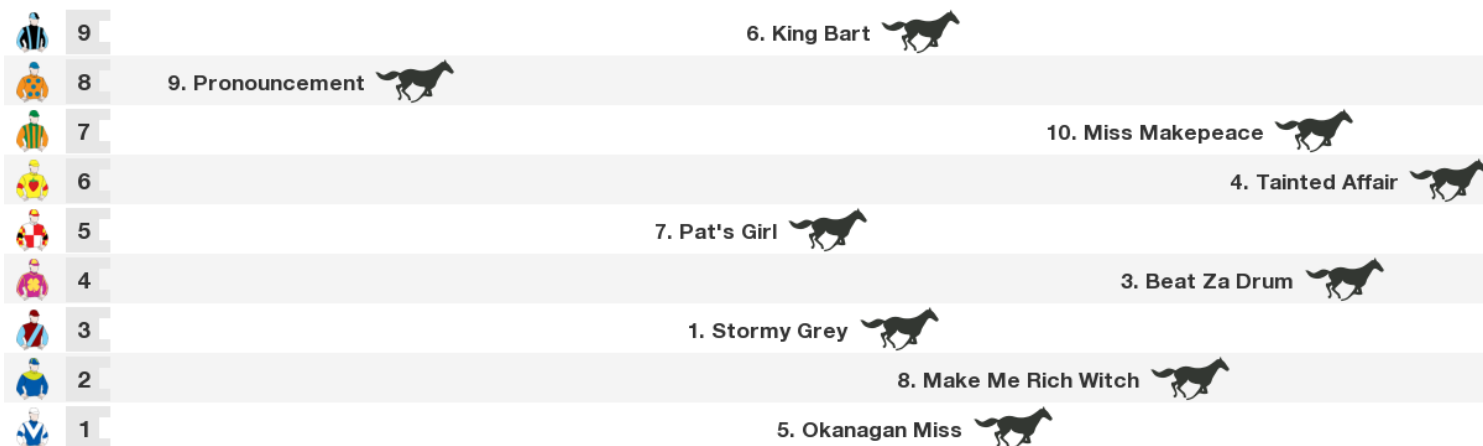 9 6. King Bart
8 9. Pronouncement
7 10. Miss Makepeace
6 4. Tainted Affair
5 7. Pat's Girl
4 3. Beat Za Drum
3 1. Stormy Grey
2 8. Make Me Rich Witch
1 5. Okanagan Miss